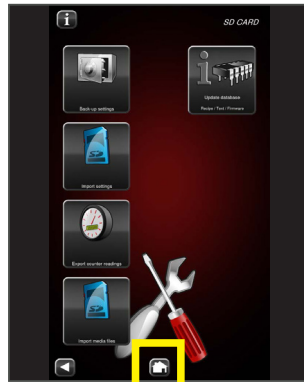 SD CARD
Back-up settings
Update database
Recipe / Text / Firmware
Import settings
Export counter readings
Import media files